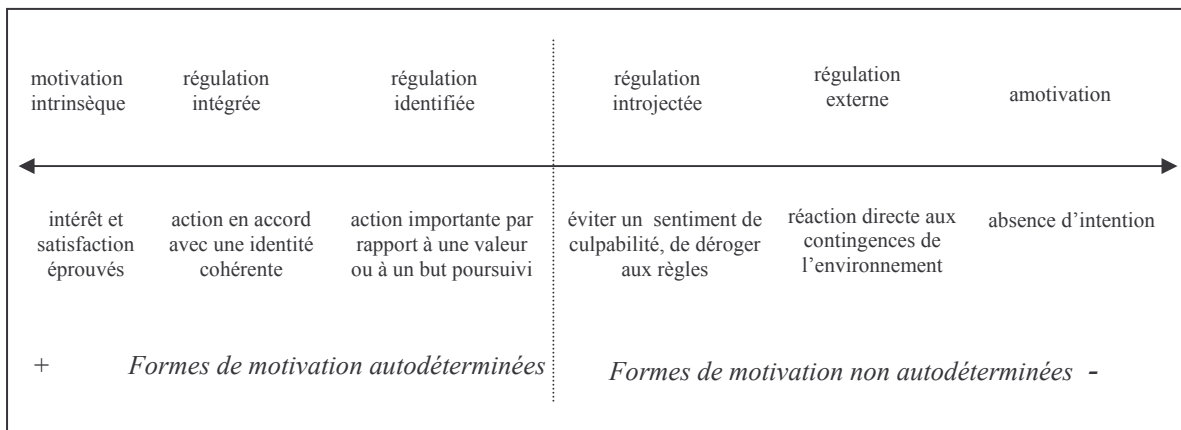 motivation
intrinsèque
régulation
intégrée
régulation
identifiée
régulation
introjectée
régulation
externe
amotivation
intérêt et
satisfaction
éprouvés
action en accord
avec une identité
cohérente
action importante par
rapport à une valeur
ou à un but poursuivi
éviter un sentiment de
culpabilité, de déroger
aux règles
réaction directe aux
contingences de
l’environnement
absence d’intention
+ Formes de motivation autodéterminées
Formes de motivation non autodéterminées -